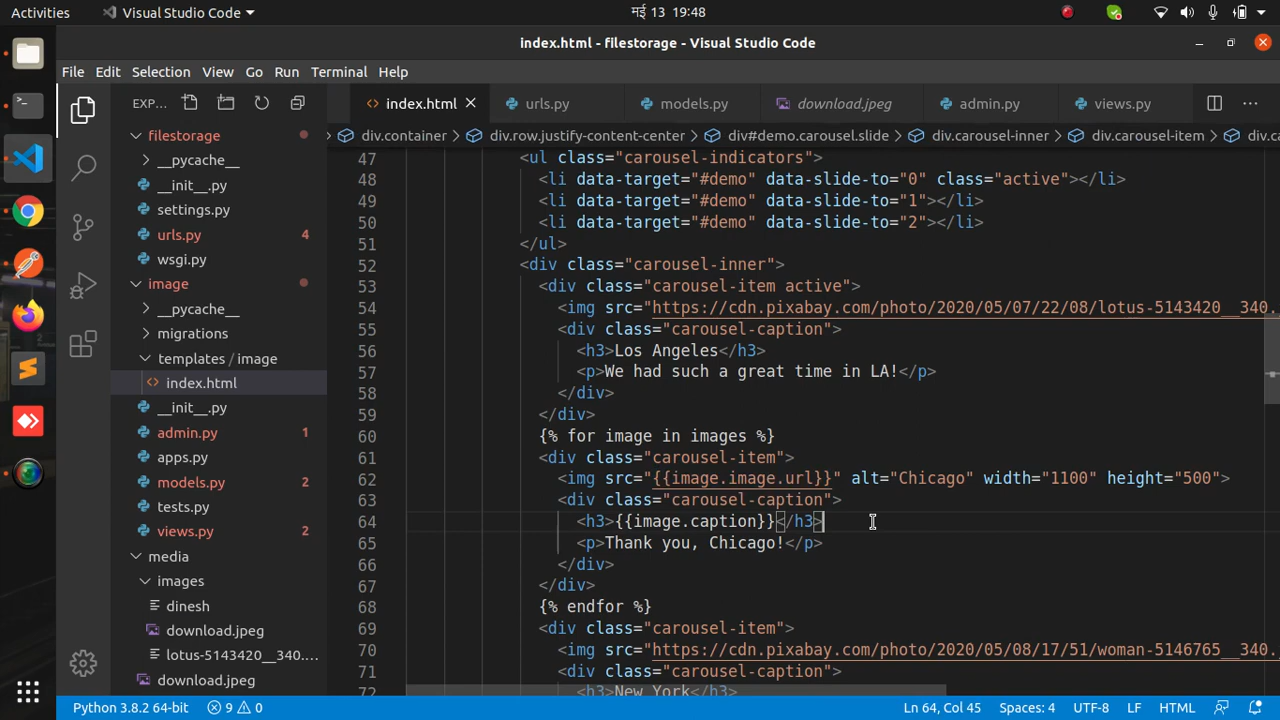 Activities
Visual Studio Code
मई 13 19:48
index.html - filestorage - Visual Studio Code
File Edit Selection View Go Run Terminal Help
EXP...
index.html
urls.py
models.py
download.jpeg
admin.py
views.py
div.container
div.row.justify-content-center
div#demo.carousel.slide
div.carousel-inner
div.carousel-item
filestorage
__pycache__
__init__.py
settings.py
urls.py 4
wsgi.py
image
__pycache__
migrations
templates / image
index.html
__init__.py
admin.py 1
apps.py
models.py 2
tests.py
views.py 2
media
images
dinesh
download.jpeg
lotus-5143420__340....
download.jpeg
47 <ul class="carousel-indicators">
48 <li data-target="#demo" data-slide-to="0" class="active"></li>
49 <li data-target="#demo" data-slide-to="1"></li>
50 <li data-target="#demo" data-slide-to="2"></li>
51 </ul>
52 <div class="carousel-inner">
53 <div class="carousel-item active">
54 <img src="https://cdn.pixabay.com/photo/2020/05/07/22/08/lotus-5143420__340.
55 <div class="carousel-caption">
56 <h3>Los Angeles</h3>
57 <p>We had such a great time in LA!</p>
58 </div>
59 </div>
60 {% for image in images %}
61 <div class="carousel-item">
62 <img src="{{image.image.url}}" alt="Chicago" width="1100" height="500">
63 <div class="carousel-caption">
64 <h3>{{image.caption}}</h3>
65 <p>Thank you, Chicago!</p>
66 </div>
67 </div>
68 {% endfor %}
69 <div class="carousel-item">
70 <img src="https://cdn.pixabay.com/photo/2020/05/08/17/51/woman-5146765__340.
71 <div class="carousel-caption">
72 <h3>New York</h3>
Python 3.8.2 64-bit
9
0
Ln 64, Col 45
Spaces: 4
UTF-8
LF
HTML